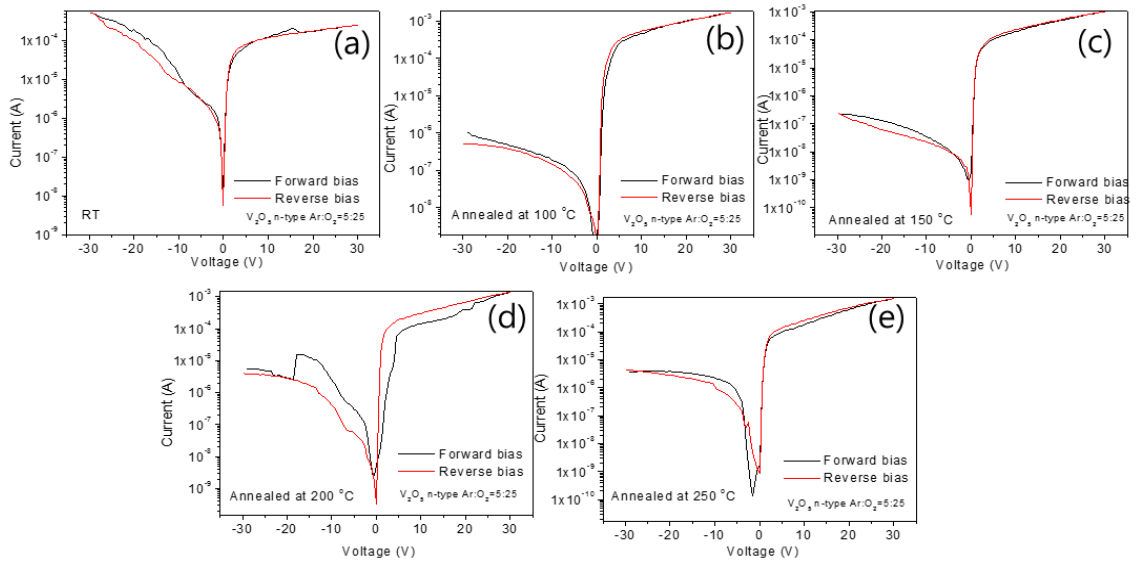 (a)
Current (A)
1x10⁻⁴
1x10⁻⁵
10⁻⁶
10⁻⁷
10⁻⁸
10⁻⁹
Forward bias
Reverse bias
RT
V₂O₅ n-type Ar:O₂=5:25
-30 -20 -10 0 10 20 30
Voltage (V)
(b)
Current (A)
10⁻³
1x10⁻⁴
1x10⁻⁵
10⁻⁶
10⁻⁷
10⁻⁸
Forward bias
Reverse bias
Annealed at 100 °C
V₂O₅ n-type Ar:O₂=5:25
-30 -20 -10 0 10 20 30
Voltage (V)
(c)
Current (A)
1x10⁻³
1x10⁻⁴
1x10⁻⁵
1x10⁻⁶
1x10⁻⁷
1x10⁻⁸
1x10⁻⁹
1x10⁻¹⁰
Forward bias
Reverse bias
Annealed at 150 °C
V₂O₅ n-type Ar:O₂=5:25
-30 -20 -10 0 10 20 30
Voltage (V)
(d)
Current (A)
10⁻³
1x10⁻⁴
1x10⁻⁵
10⁻⁶
10⁻⁷
10⁻⁸
10⁻⁹
Forward bias
Reverse bias
Annealed at 200 °C
V₂O₅ n-type Ar:O₂=5:25
-30 -20 -10 0 10 20 30
Voltage (V)
(e)
Current (A)
1x10⁻³
1x10⁻⁴
1x10⁻⁵
1x10⁻⁶
1x10⁻⁷
1x10⁻⁸
1x10⁻⁹
1x10⁻¹⁰
Forward bias
Reverse bias
Annealed at 250 °C
V₂O₅ n-type Ar:O₂=5:25
-30 -20 -10 0 10 20 30
Voltage (V)